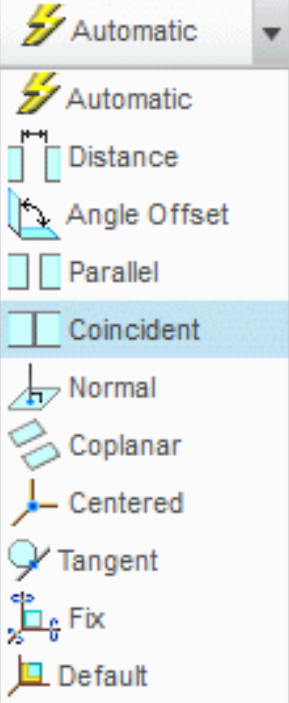 Automatic
Automatic
Distance
Angle Offset
Parallel
Coincident
Normal
Coplanar
Centered
Tangent
Fix
Default